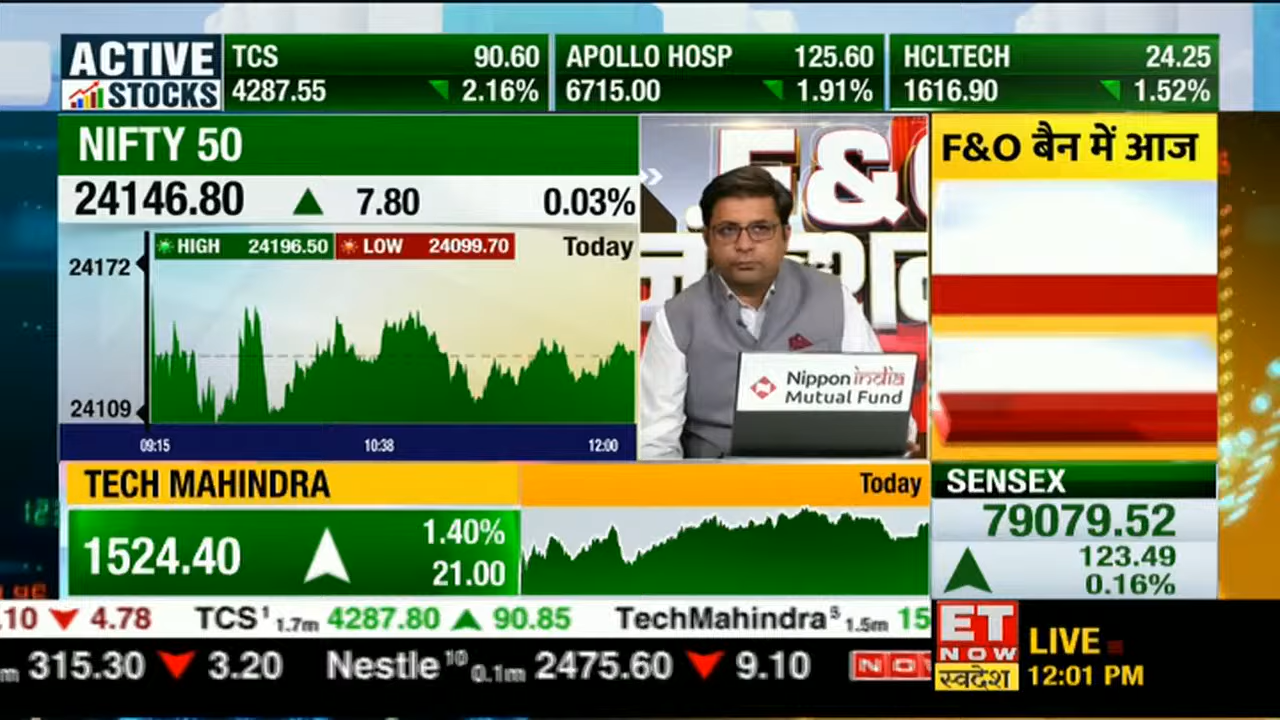 ACTIVE
STOCKS
TCS 90.60
4287.55 2.16%
APOLLO HOSP 125.60
6715.00 1.91%
HCLTECH 24.25
1616.90 1.52%
NIFTY 50
24146.80 7.80 0.03%
HIGH 24196.50 LOW 24099.70 Today
24172
24109
09:15 10:38 12:00
F&O
Nippon india
Mutual Fund
F&O बैन में आज
TECH MAHINDRA Today
1524.40 1.40%
21.00
SENSEX
79079.52
123.49
0.16%
.10 4.78 TCS 1 1.7m 4287.80 90.85 TechMahindra 1.5m 15
m 315.30 3.20 Nestle 10 0.1m 2475.60 9.10 NO
ET
NOW
स्वदेश
LIVE
12:01 PM